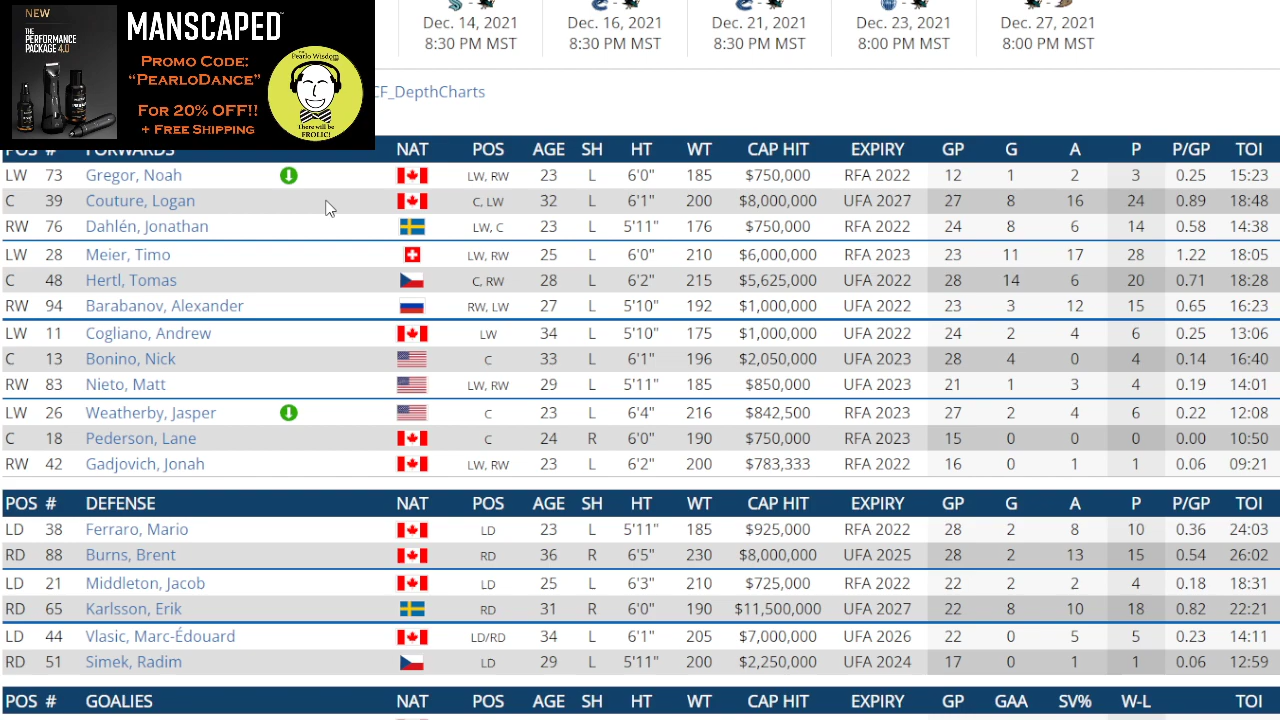 NEW
THE
PERFORMANCE
PACKAGE 4.0
MANSCAPED™
PROMO CODE:
"PEARLODANCE"
FOR 20% OFF!!
+ FREE SHIPPING
Pearlo Wisdom
There will be
FROLIC!
Dec. 14, 2021 Dec. 16, 2021 Dec. 21, 2021 Dec. 23, 2021 Dec. 27, 2021
8:30 PM MST 8:30 PM MST 8:30 PM MST 8:00 PM MST 8:00 PM MST
CF_DepthCharts
POS # FORWARDS NAT POS AGE SH HT WT CAP HIT EXPIRY GP G A P P/GP TOI
LW 73 Gregor, Noah LW, RW 23 L 6'0" 185 $750,000 RFA 2022 12 1 2 3 0.25 15:23
C 39 Couture, Logan C, LW 32 L 6'1" 200 $8,000,000 UFA 2027 27 8 16 24 0.89 18:48
RW 76 Dahlén, Jonathan LW, C 23 L 5'11" 176 $750,000 RFA 2022 24 8 6 14 0.58 14:38
LW 28 Meier, Timo LW, RW 25 L 6'0" 210 $6,000,000 RFA 2023 23 11 17 28 1.22 18:05
C 48 Hertl, Tomas C, RW 28 L 6'2" 215 $5,625,000 UFA 2022 28 14 6 20 0.71 18:28
RW 94 Barabanov, Alexander RW, LW 27 L 5'10" 192 $1,000,000 UFA 2022 23 3 12 15 0.65 16:23
LW 11 Cogliano, Andrew LW 34 L 5'10" 175 $1,000,000 UFA 2022 24 2 4 6 0.25 13:06
C 13 Bonino, Nick C 33 L 6'1" 196 $2,050,000 UFA 2023 28 4 0 4 0.14 16:40
RW 83 Nieto, Matt LW, RW 29 L 5'11" 185 $850,000 UFA 2023 21 1 3 4 0.19 14:01
LW 26 Weatherby, Jasper C 23 L 6'4" 216 $842,500 RFA 2023 27 2 4 6 0.22 12:03
C 18 Pederson, Lane C 24 R 6'0" 190 $750,000 RFA 2023 15 0 0 0 0.00 10:50
RW 42 Gadjovich, Jonah LW, RW 23 L 6'2" 200 $783,333 RFA 2022 16 0 1 1 0.06 09:21
POS # DEFENSE NAT POS AGE SH HT WT CAP HIT EXPIRY GP G A P P/GP TOI
LD 38 Ferraro, Mario LD 23 L 5'11" 185 $925,000 RFA 2022 28 2 8 10 0.36 24:03
RD 88 Burns, Brent RD 36 R 6'5" 230 $8,000,000 UFA 2025 28 2 13 15 0.54 26:02
LD 21 Middleton, Jacob LD 25 L 6'3" 210 $725,000 RFA 2022 22 2 2 4 0.18 18:31
RD 65 Karlsson, Erik RD 31 R 6'0" 190 $11,500,000 UFA 2027 22 8 10 18 0.82 22:21
LD 44 Vlasic, Marc-Édouard LD/RD 34 L 6'1" 205 $7,000,000 UFA 2026 22 0 5 5 0.23 14:11
RD 51 Simek, Radim LD 29 L 5'11" 200 $2,250,000 UFA 2024 17 0 1 1 0.06 12:59
POS # GOALIES NAT POS AGE SH HT WT CAP HIT EXPIRY GP GAA SV% W-L TOI